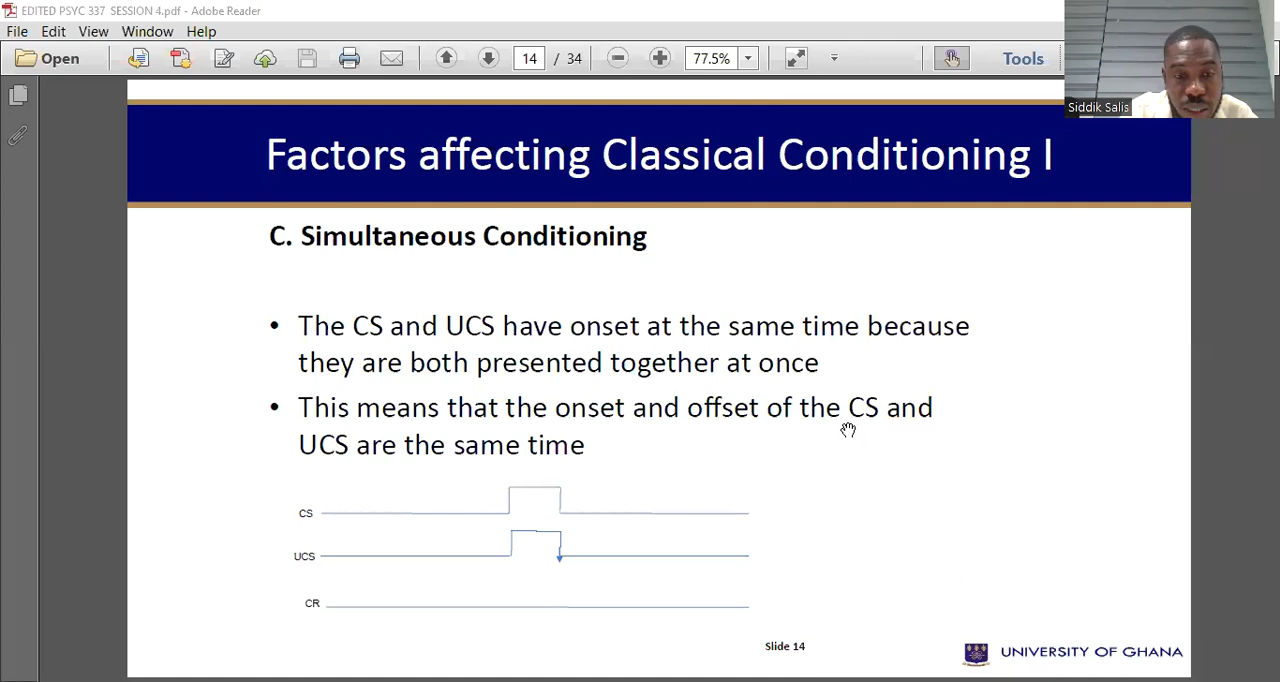 EDITED PSYC 337 SESSION 4.pdf - Adobe Reader
File Edit View Window Help
Open 14 / 34 77.5% Tools
Siddik Salis
Factors affecting Classical Conditioning I
C. Simultaneous Conditioning
• The CS and UCS have onset at the same time because
they are both presented together at once
• This means that the onset and offset of the CS and
UCS are the same time
CS
UCS
CR
Slide 14
UNIVERSITY OF GHANA